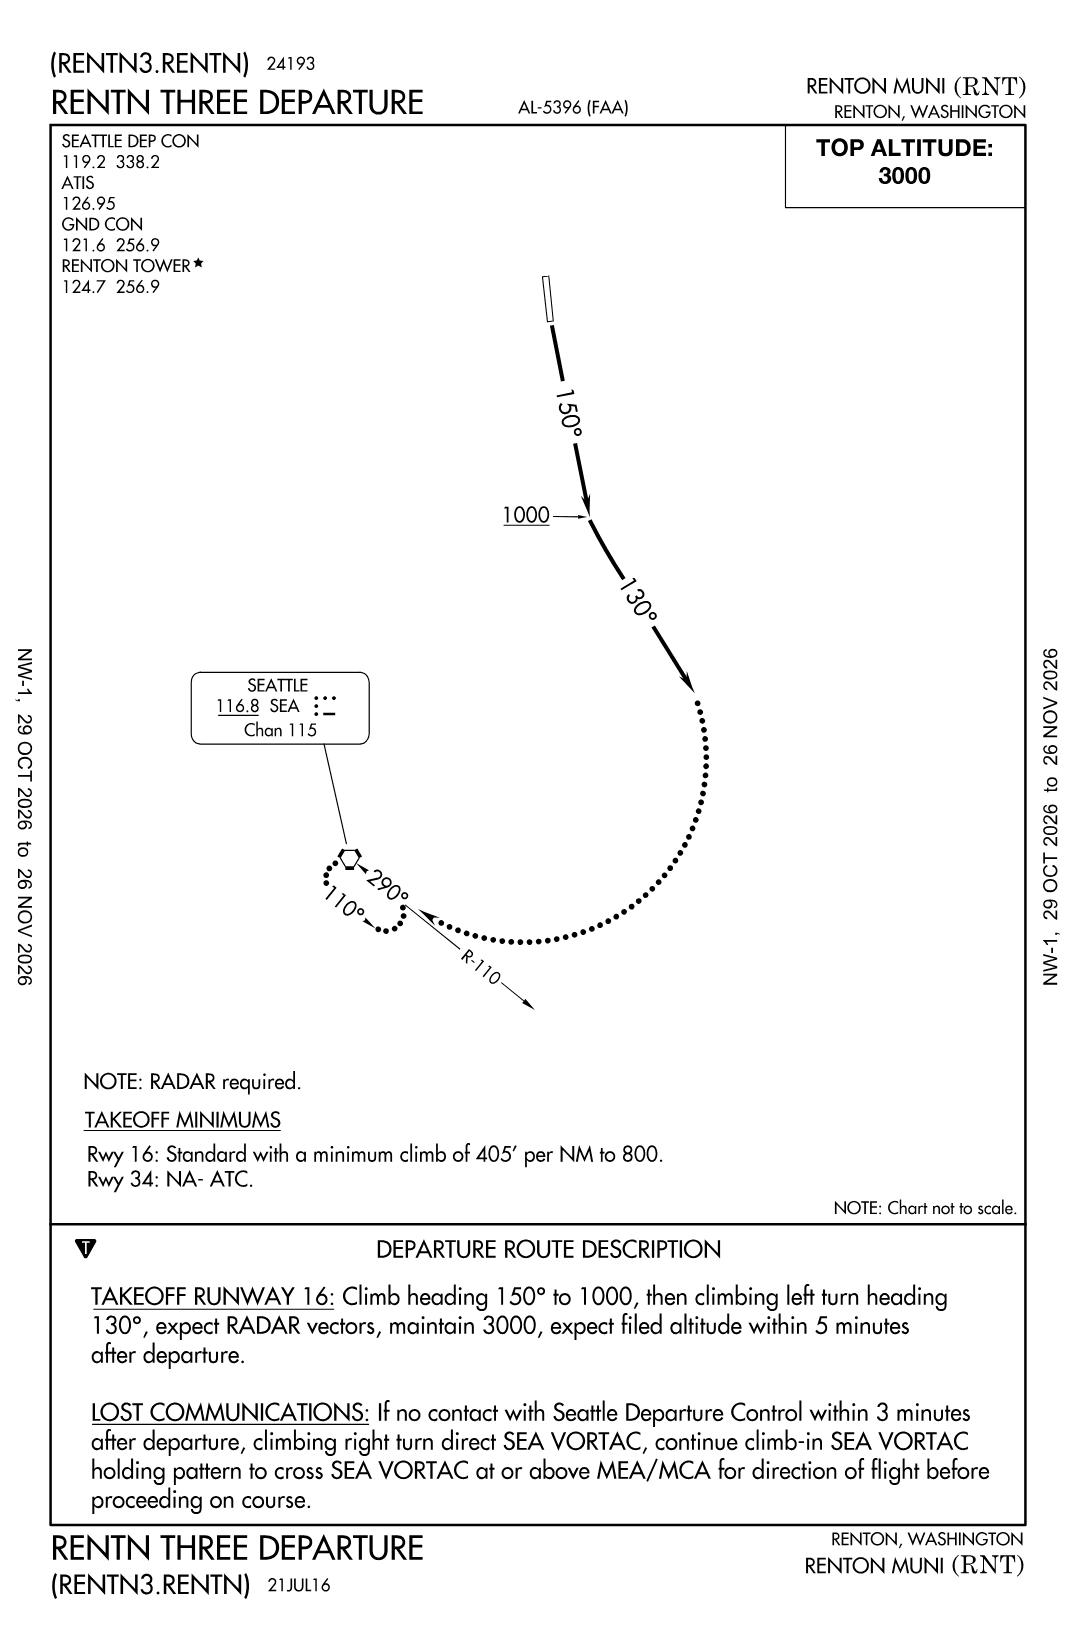 (RENTN3.RENTN) 24193
RENTN THREE DEPARTURE
AL-5396 (FAA)
RENTON MUNI (RNT)
RENTON, WASHINGTON
SEATTLE DEP CON
119.2 338.2
ATIS
126.95
GND CON
121.6 256.9
RENTON TOWER★
124.7 256.9
TOP ALTITUDE:
3000
150°
1000
130°
SEATTLE
116.8 SEA
Chan 115
290°
110°
R-110
NOTE: RADAR required.
TAKEOFF MINIMUMS
Rwy 16: Standard with a minimum climb of 405′ per NM to 800.
Rwy 34: NA- ATC.
NOTE: Chart not to scale.
T
DEPARTURE ROUTE DESCRIPTION
TAKEOFF RUNWAY 16: Climb heading 150° to 1000, then climbing left turn heading
130°, expect RADAR vectors, maintain 3000, expect filed altitude within 5 minutes
after departure.
LOST COMMUNICATIONS: If no contact with Seattle Departure Control within 3 minutes
after departure, climbing right turn direct SEA VORTAC, continue climb-in SEA VORTAC
holding pattern to cross SEA VORTAC at or above MEA/MCA for direction of flight before
proceeding on course.
RENTN THREE DEPARTURE
(RENTN3.RENTN) 21JUL16
RENTON, WASHINGTON
RENTON MUNI (RNT)
NW-1, 29 OCT 2026 to 26 NOV 2026
NW-1, 29 OCT 2026 to 26 NOV 2026